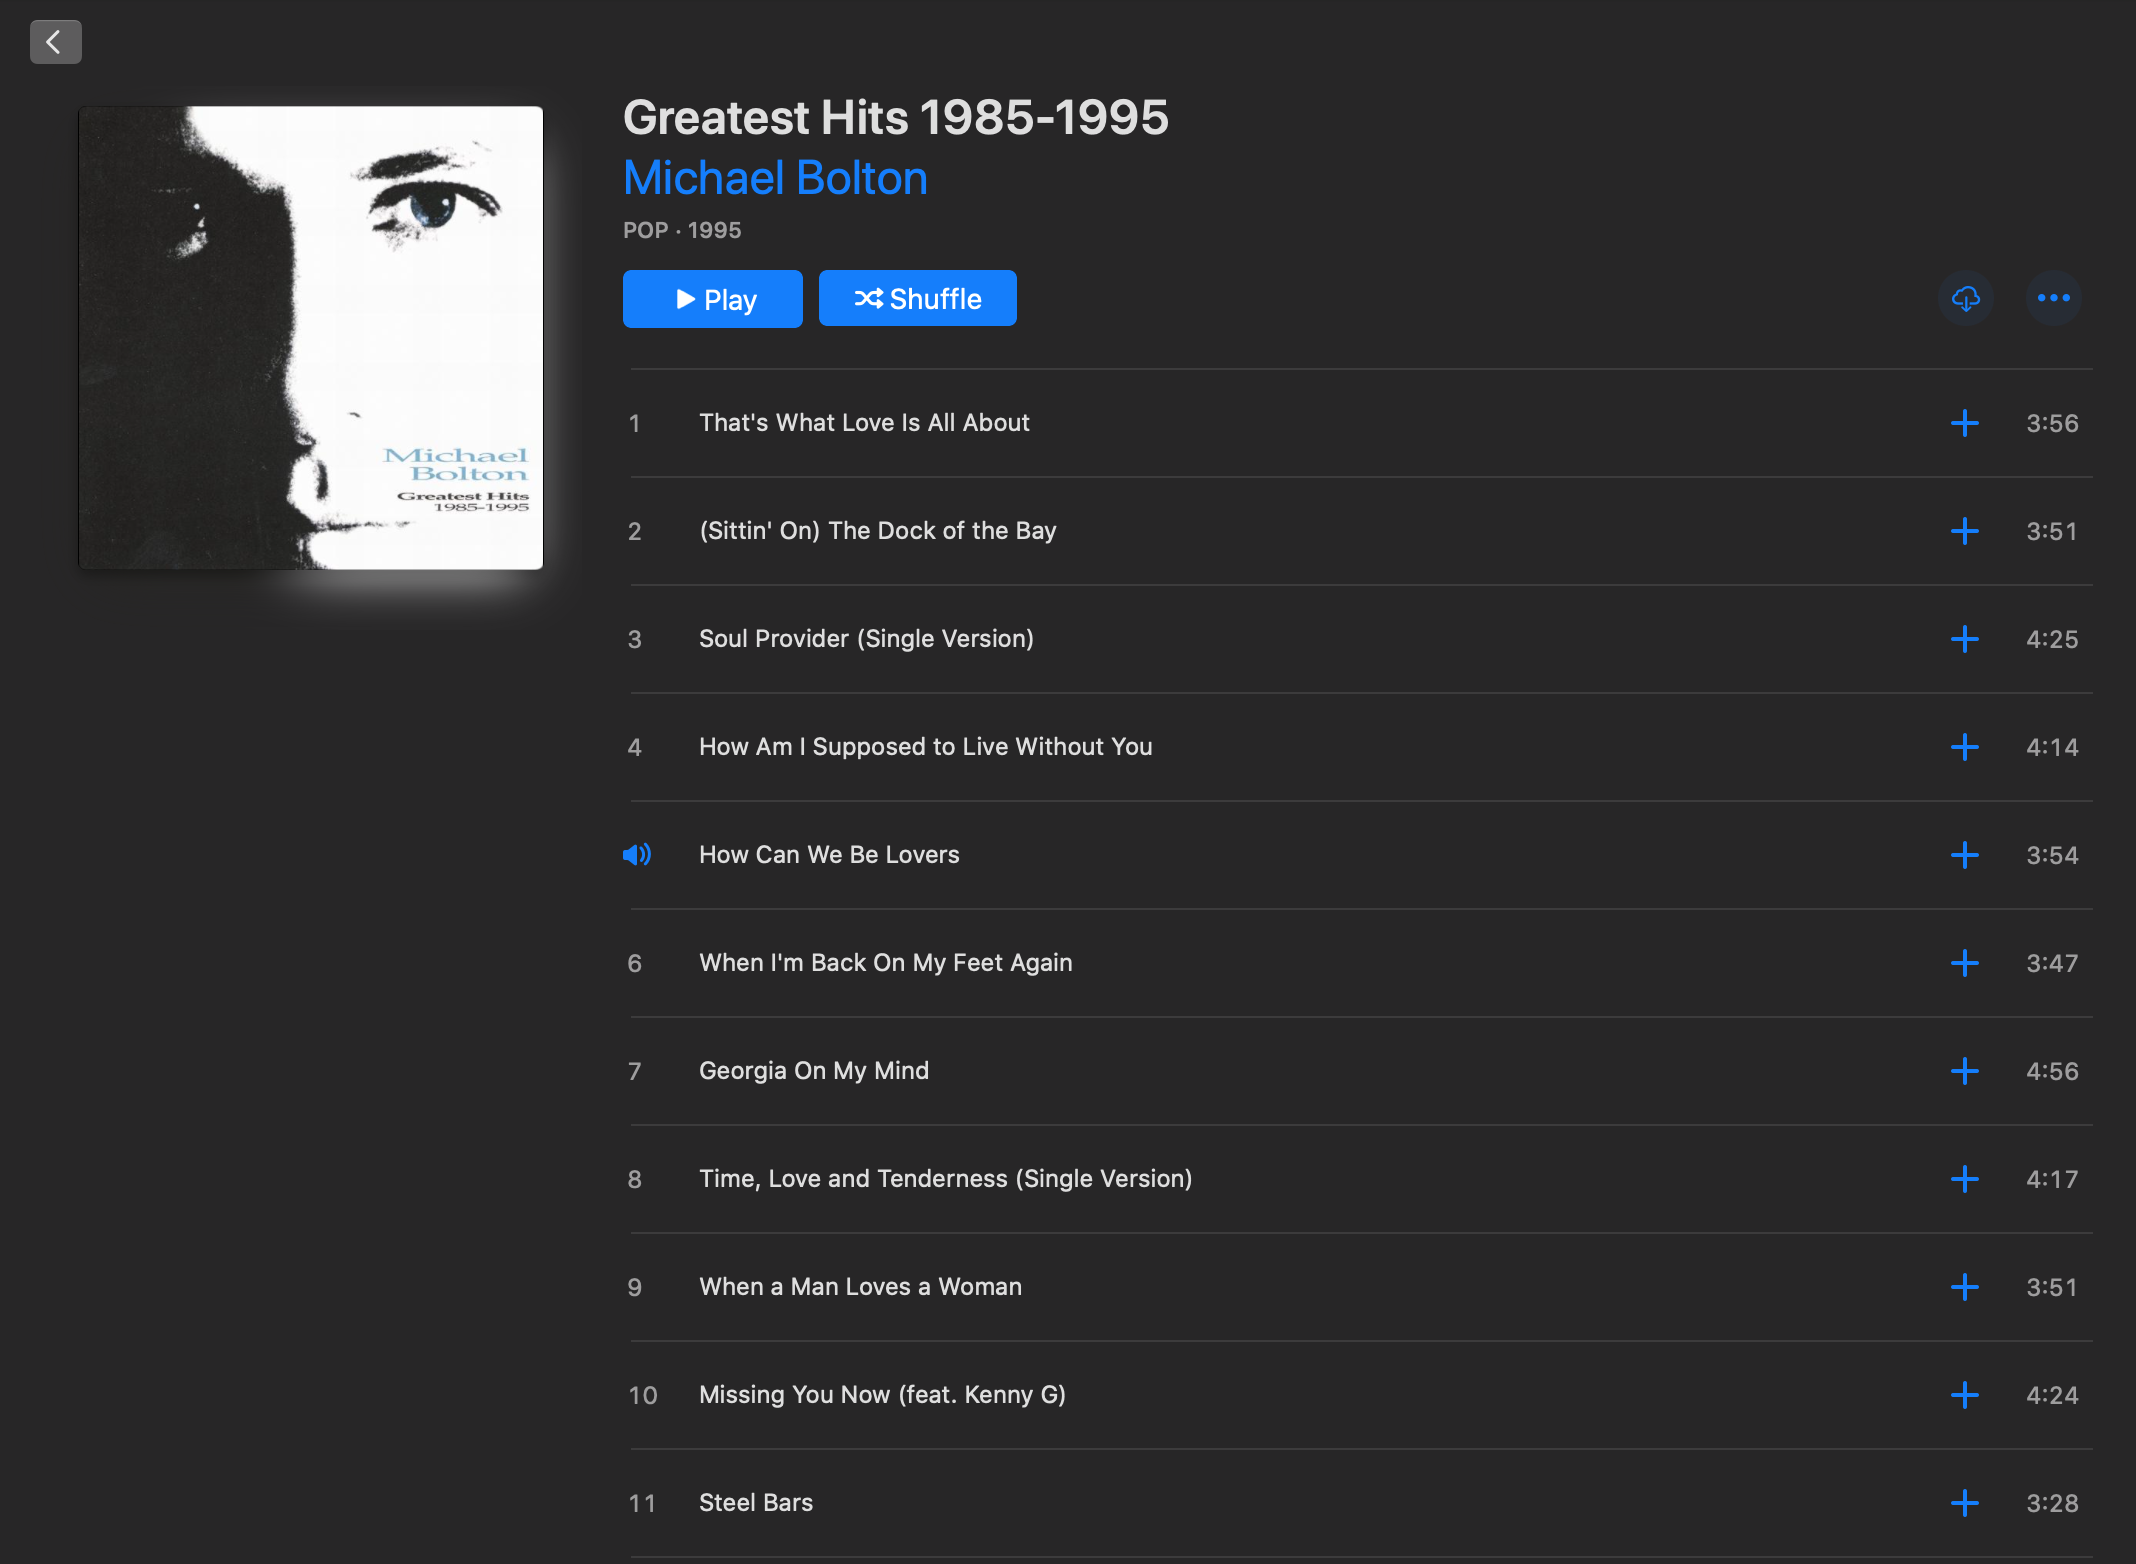 Michael
Bolton
Greatest Hits
1985-1995
Greatest Hits 1985-1995
Michael Bolton
POP · 1995
Play
Shuffle
1 That's What Love Is All About 3:56
2 (Sittin' On) The Dock of the Bay 3:51
3 Soul Provider (Single Version) 4:25
4 How Am I Supposed to Live Without You 4:14
How Can We Be Lovers 3:54
6 When I'm Back On My Feet Again 3:47
7 Georgia On My Mind 4:56
8 Time, Love and Tenderness (Single Version) 4:17
9 When a Man Loves a Woman 3:51
10 Missing You Now (feat. Kenny G) 4:24
11 Steel Bars 3:28